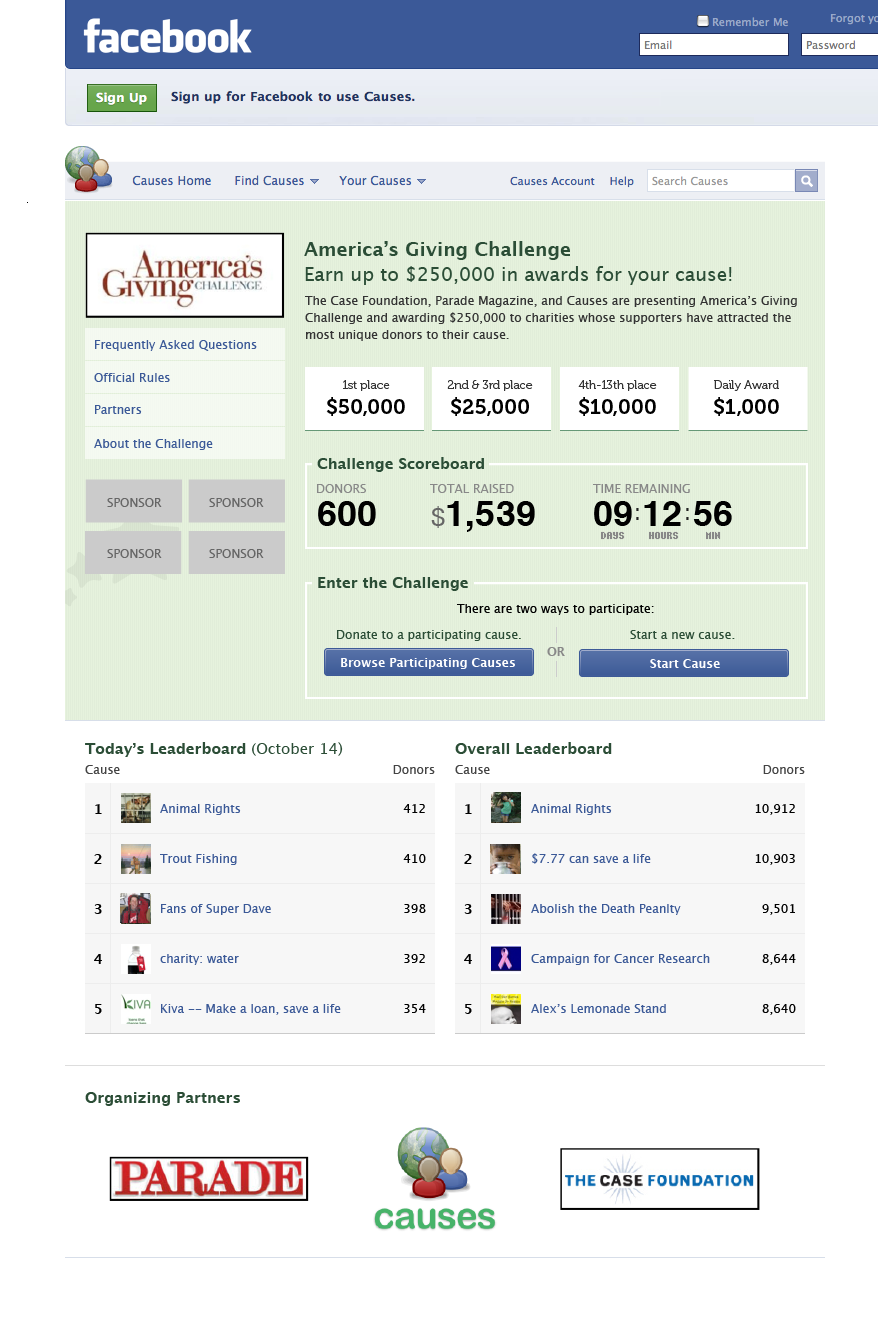 facebook
Remember Me
Forgot yo
Email
Password
Sign Up
Sign up for Facebook to use Causes.
Causes Home
Find Causes
Your Causes
Causes Account
Help
Search Causes
America's
Giving CHALLENGE
Frequently Asked Questions
Official Rules
Partners
About the Challenge
SPONSOR
SPONSOR
SPONSOR
SPONSOR
America's Giving Challenge
Earn up to $250,000 in awards for your cause!
The Case Foundation, Parade Magazine, and Causes are presenting America's Giving
Challenge and awarding $250,000 to charities whose supporters have attracted the
most unique donors to their cause.
1st place
$50,000
2nd & 3rd place
$25,000
4th-13th place
$10,000
Daily Award
$1,000
Challenge Scoreboard
DONORS
600
TOTAL RAISED
$1,539
TIME REMAINING
09:12:56
DAYS
HOURS
MIN
Enter the Challenge
There are two ways to participate:
Donate to a participating cause.
Browse Participating Causes
OR
Start a new cause.
Start Cause
Today's Leaderboard (October 14)
Cause
Donors
1 Animal Rights 412
2 Trout Fishing 410
3 Fans of Super Dave 398
4 charity: water 392
5 KIVA Kiva -- Make a loan, save a life 354
Overall Leaderboard
Cause
Donors
1 Animal Rights 10,912
2 $7.77 can save a life 10,903
3 Abolish the Death Peanlty 9,501
4 Campaign for Cancer Research 8,644
5 Alex's Lemonade Stand 8,640
Organizing Partners
PARADE
causes
THE CASE FOUNDATION